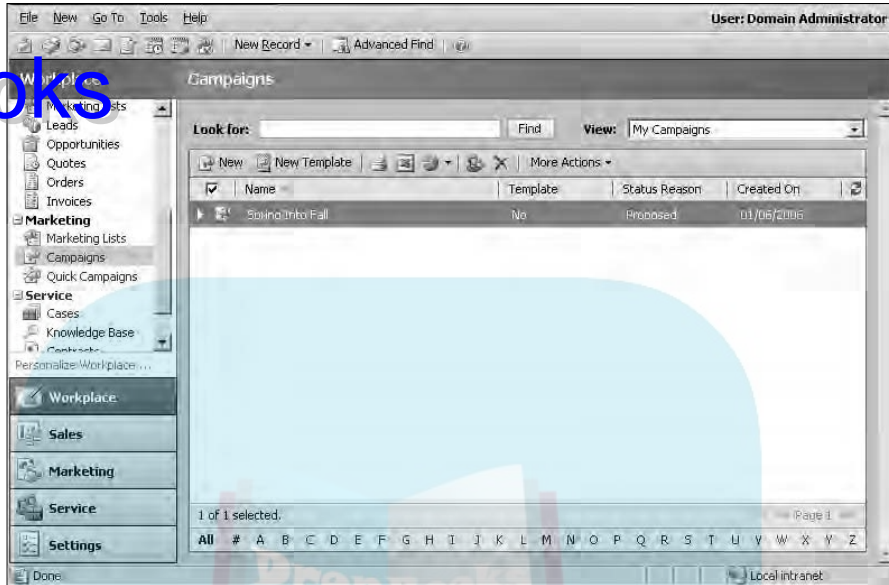 File New Go To Tools Help
User: Domain Administrator
New Record
Advanced Find
Workplace
Campaigns
oks
Marketing Lists
Leads
Opportunities
Quotes
Orders
Invoices
Marketing
Marketing Lists
Campaigns
Quick Campaigns
Service
Cases
Knowledge Base
Contracts
Personalize Workplace ...
Workplace
Sales
Marketing
Service
Settings
Look for:
Find
View: My Campaigns
New New Template More Actions
Name Template Status Reason Created On
Spring Into Fall No Proposed 01/06/2006
1 of 1 selected.
Page 1
All # A B C D E F G H I J K L M N O P Q R S T U V W X Y Z
Done
Local intranet